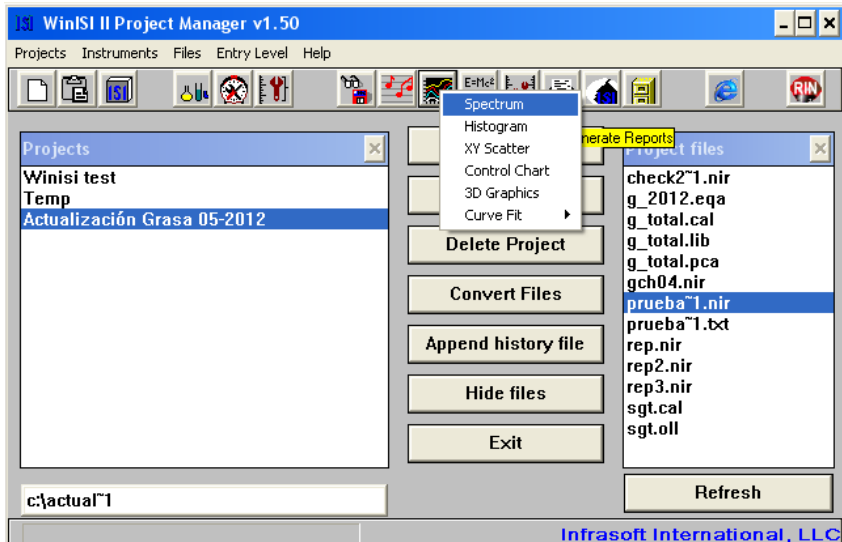 WinISI II Project Manager v1.50
Projects Instruments Files Entry Level Help
ISI
E=Mc²
RIN
Spectrum
Histogram
XY Scatter
Control Chart
3D Graphics
Curve Fit
nerate Reports
Projects
Winisi test
Temp
Actualización Grasa 05-2012
c:\actual~1
Delete Project
Convert Files
Append history file
Hide files
Exit
Project files
check2~1.nir
g_2012.eqa
g_total.cal
g_total.lib
g_total.pca
gch04.nir
prueba~1.nir
prueba~1.txt
rep.nir
rep2.nir
rep3.nir
sgt.cal
sgt.oll
Refresh
Infrasoft International, LLC